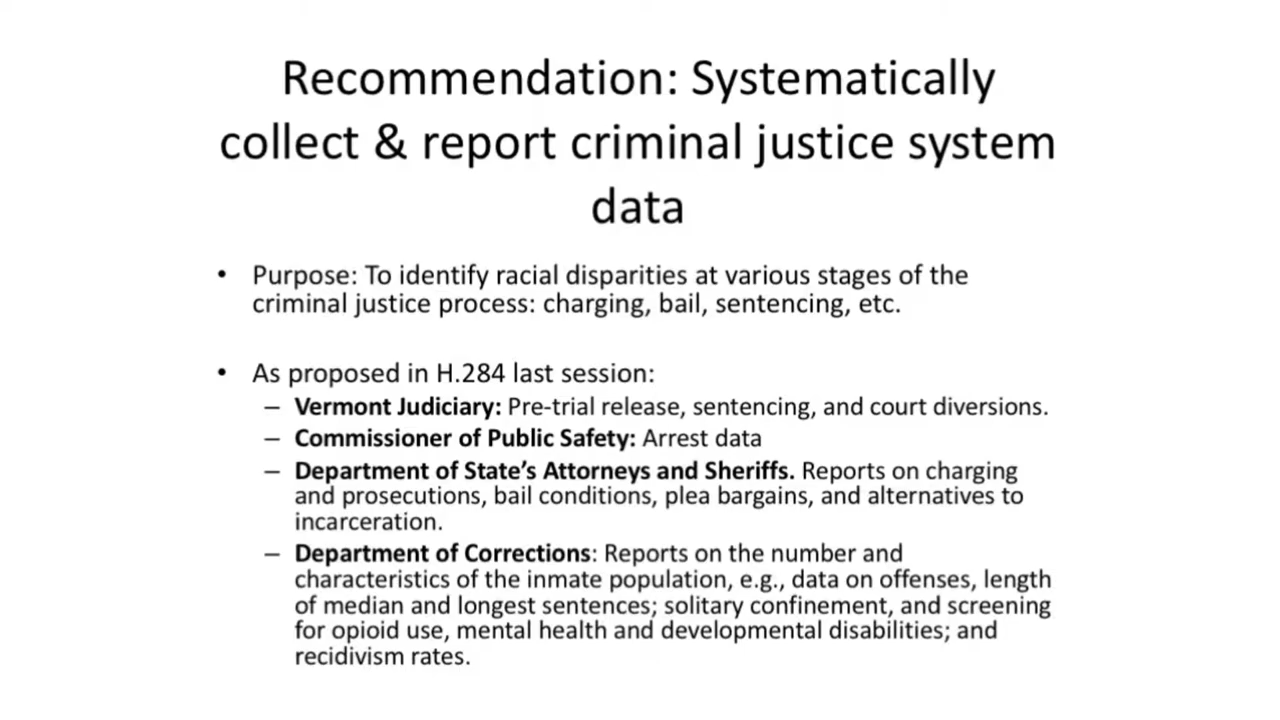 Recommendation: Systematically
collect & report criminal justice system
data
• Purpose: To identify racial disparities at various stages of the
criminal justice process: charging, bail, sentencing, etc.
• As proposed in H.284 last session:
– Vermont Judiciary: Pre-trial release, sentencing, and court diversions.
– Commissioner of Public Safety: Arrest data
– Department of State’s Attorneys and Sheriffs. Reports on charging
and prosecutions, bail conditions, plea bargains, and alternatives to
incarceration.
– Department of Corrections: Reports on the number and
characteristics of the inmate population, e.g., data on offenses, length
of median and longest sentences; solitary confinement, and screening
for opioid use, mental health and developmental disabilities; and
recidivism rates.